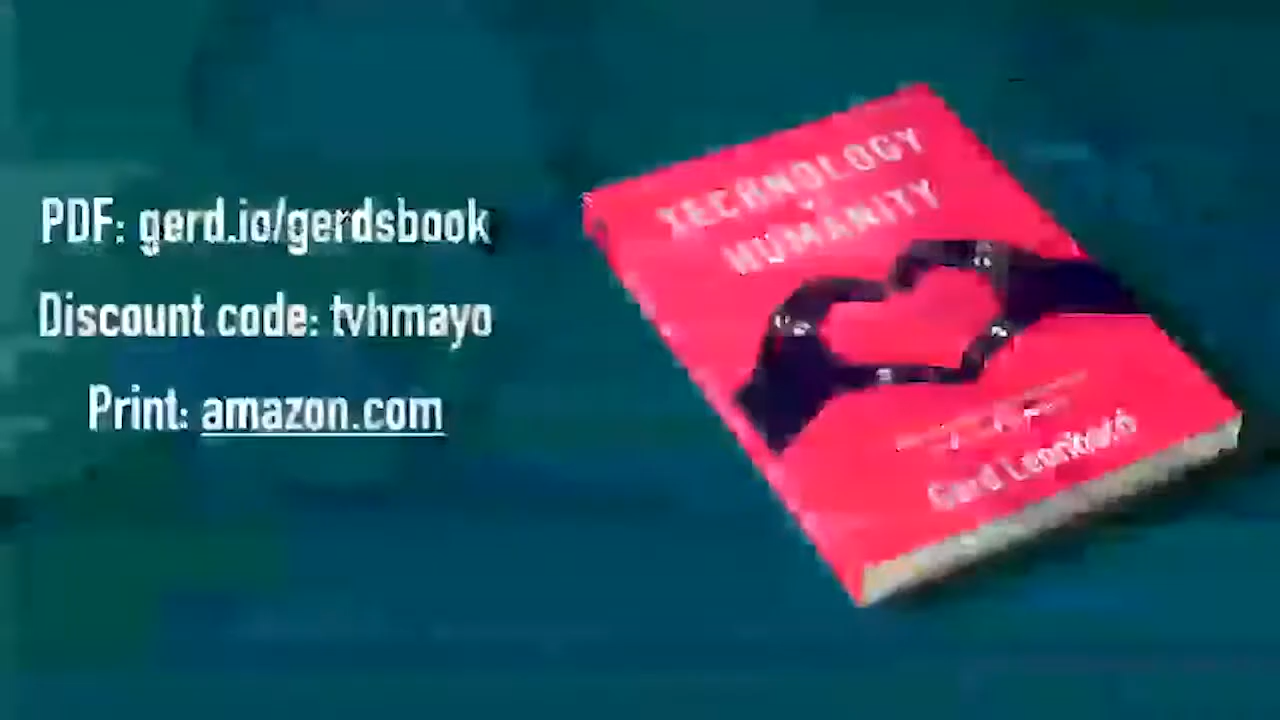 PDF: gerd.io/gerdsbook
Discount code: tvhmayo
Print: amazon.com
TECHNOLOGY
HUMANITY
Gerd Leonhard